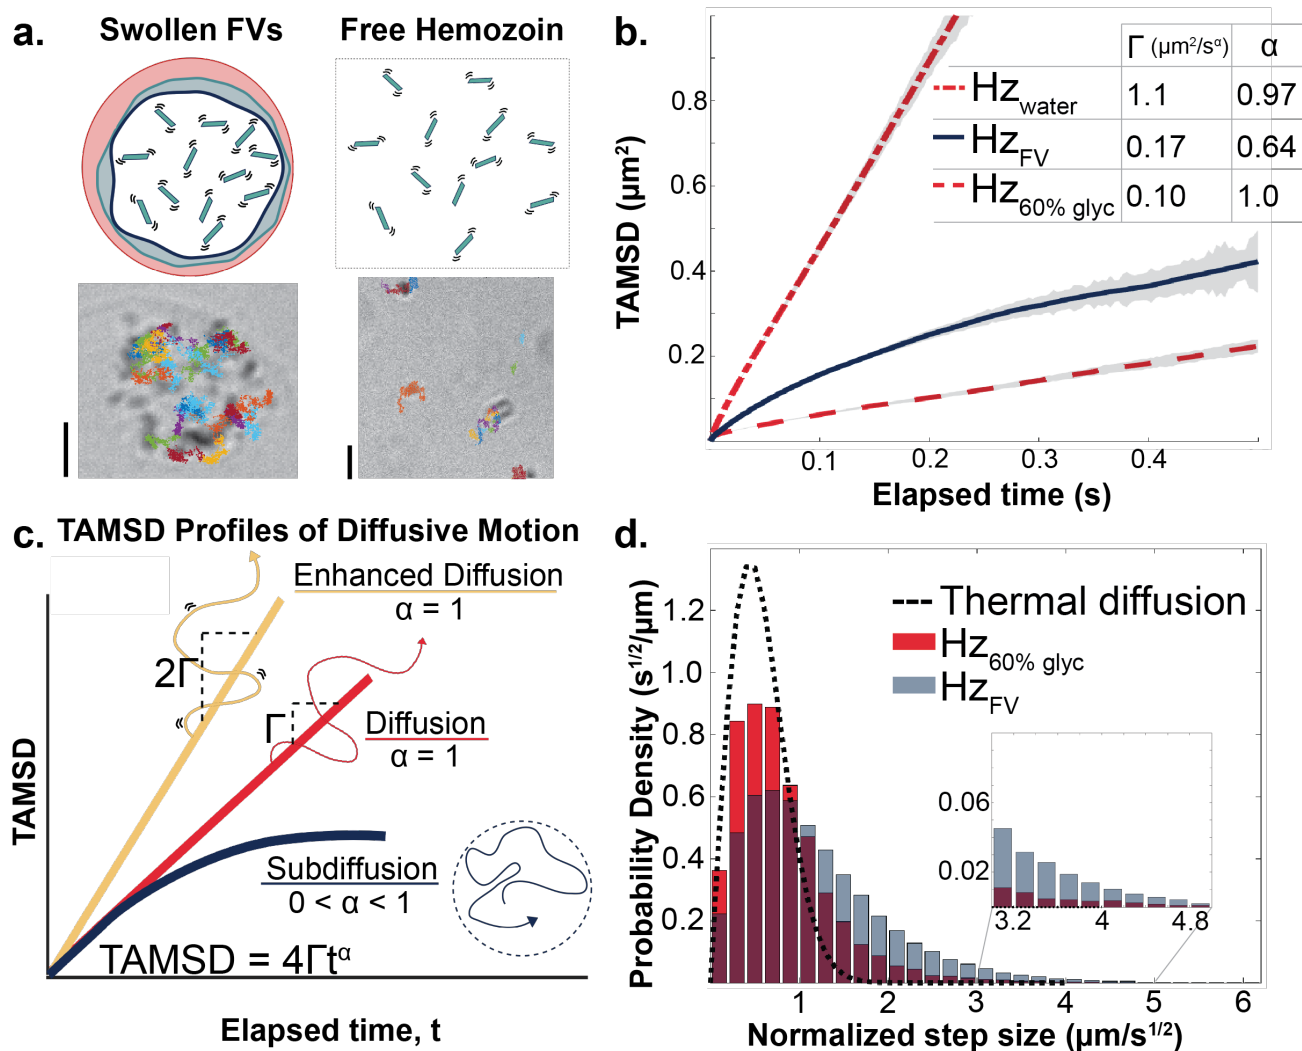 a.
Swollen FVs
Free Hemozoin
b.
TAMSD (μm²)
0.8
0.6
0.4
0.2
0.1
0.2
0.3
0.4
Elapsed time (s)
Γ (μm²/s^α) α
Hz_water 1.1 0.97
Hz_FV 0.17 0.64
Hz_60% glyc 0.10 1.0
c.
TAMSD Profiles of Diffusive Motion
Enhanced Diffusion
α = 1
2Γ
Γ
Diffusion
α = 1
Subdiffusion
0 < α < 1
TAMSD = 4Γt^α
TAMSD
Elapsed time, t
d.
Probability Density (s^1/2/μm)
1.2
1.0
0.8
0.6
0.4
0.2
Thermal diffusion
Hz_60% glyc
Hz_FV
0.06
0.02
3.2
4
4.8
1
2
3
4
5
6
Normalized step size (μm/s^1/2)